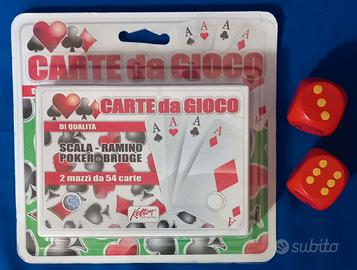 CARTE da GIOCO
CARTE da GIOCO
DI QUALITÀ
SCALA - RAMINO
POKER - BRIDGE
2 mazzi da 54 carte
subito